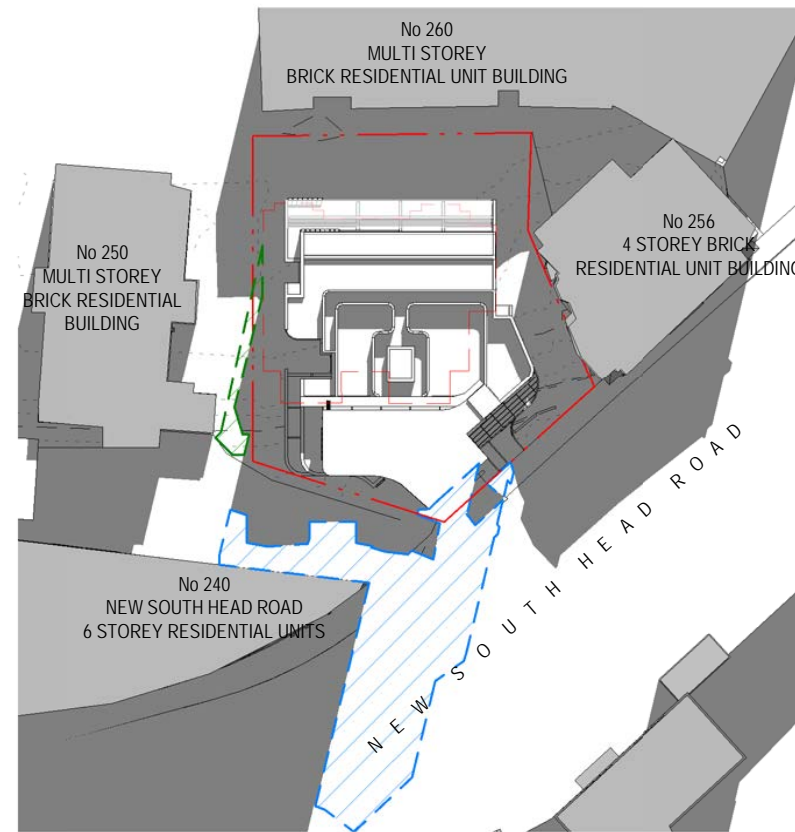 No 260
MULTI STOREY
BRICK RESIDENTIAL UNIT BUILDING
No 256
4 STOREY BRICK
RESIDENTIAL UNIT BUILDING
No 250
MULTI STOREY
BRICK RESIDENTIAL
BUILDING
No 240
NEW SOUTH HEAD ROAD
6 STOREY RESIDENTIAL UNITS
NEW SOUTH HEAD ROAD